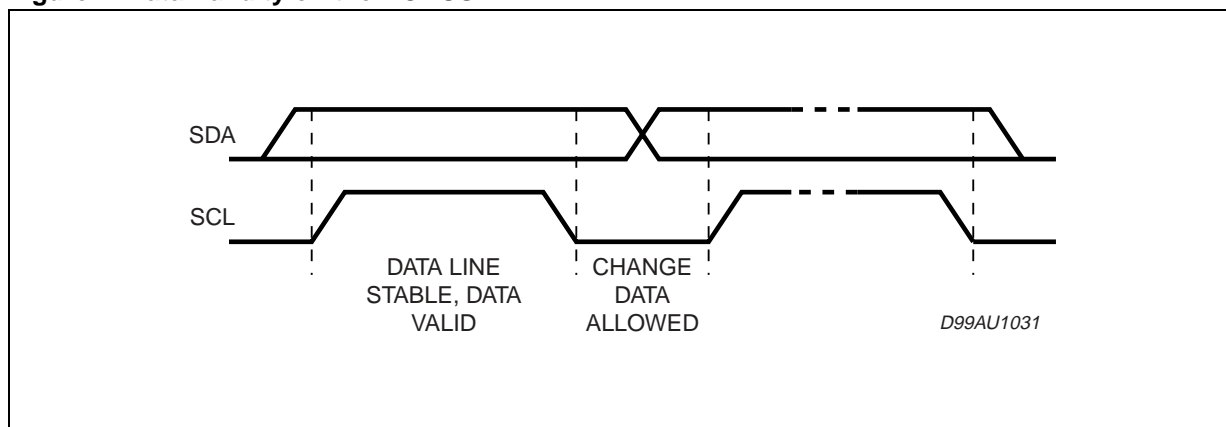 SDA
SCL
DATA LINE
STABLE, DATA
VALID
CHANGE
DATA
ALLOWED
D99AU1031